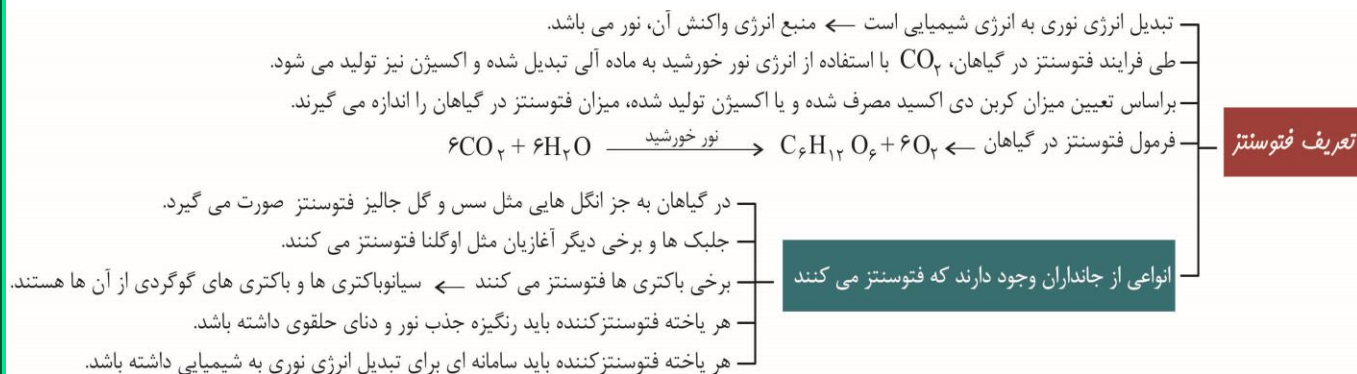 تعریف فتوسنتز
تبدیل انرژی نوری به انرژی شیمیایی است ← منبع انرژی واکنش آن، نور می باشد.
طی فرایند فتوسنتز در گیاهان، CO۲ با استفاده از انرژی نور خورشید به ماده آلی تبدیل شده و اکسیژن نیز تولید می شود.
براساس تعیین میزان کربن دی اکسید مصرف شده و یا اکسیژن تولید شده، میزان فتوسنتز در گیاهان را اندازه می گیرند.
فرمول فتوسنتز در گیاهان ← ۶CO۲ + ۶H۲O نور خورشید → C۶H۱۲O۶ + ۶O۲
انواعی از جانداران وجود دارند که فتوسنتز می کنند
در گیاهان به جز انگل هایی مثل سس و گل جالیز فتوسنتز صورت می گیرد.
جلبک ها و برخی دیگر آغازیان مثل اوگلنا فتوسنتز می کنند.
برخی باکتری ها فتوسنتز می کنند ← سیانوباکتری ها و باکتری های گوگردی از آن ها هستند.
هر یاخته فتوسنتزکننده باید رنگیزه جذب نور و دنای حلقوی داشته باشد.
هر یاخته فتوسنتزکننده باید سامانه ای برای تبدیل انرژی نوری به شیمیایی داشته باشد.